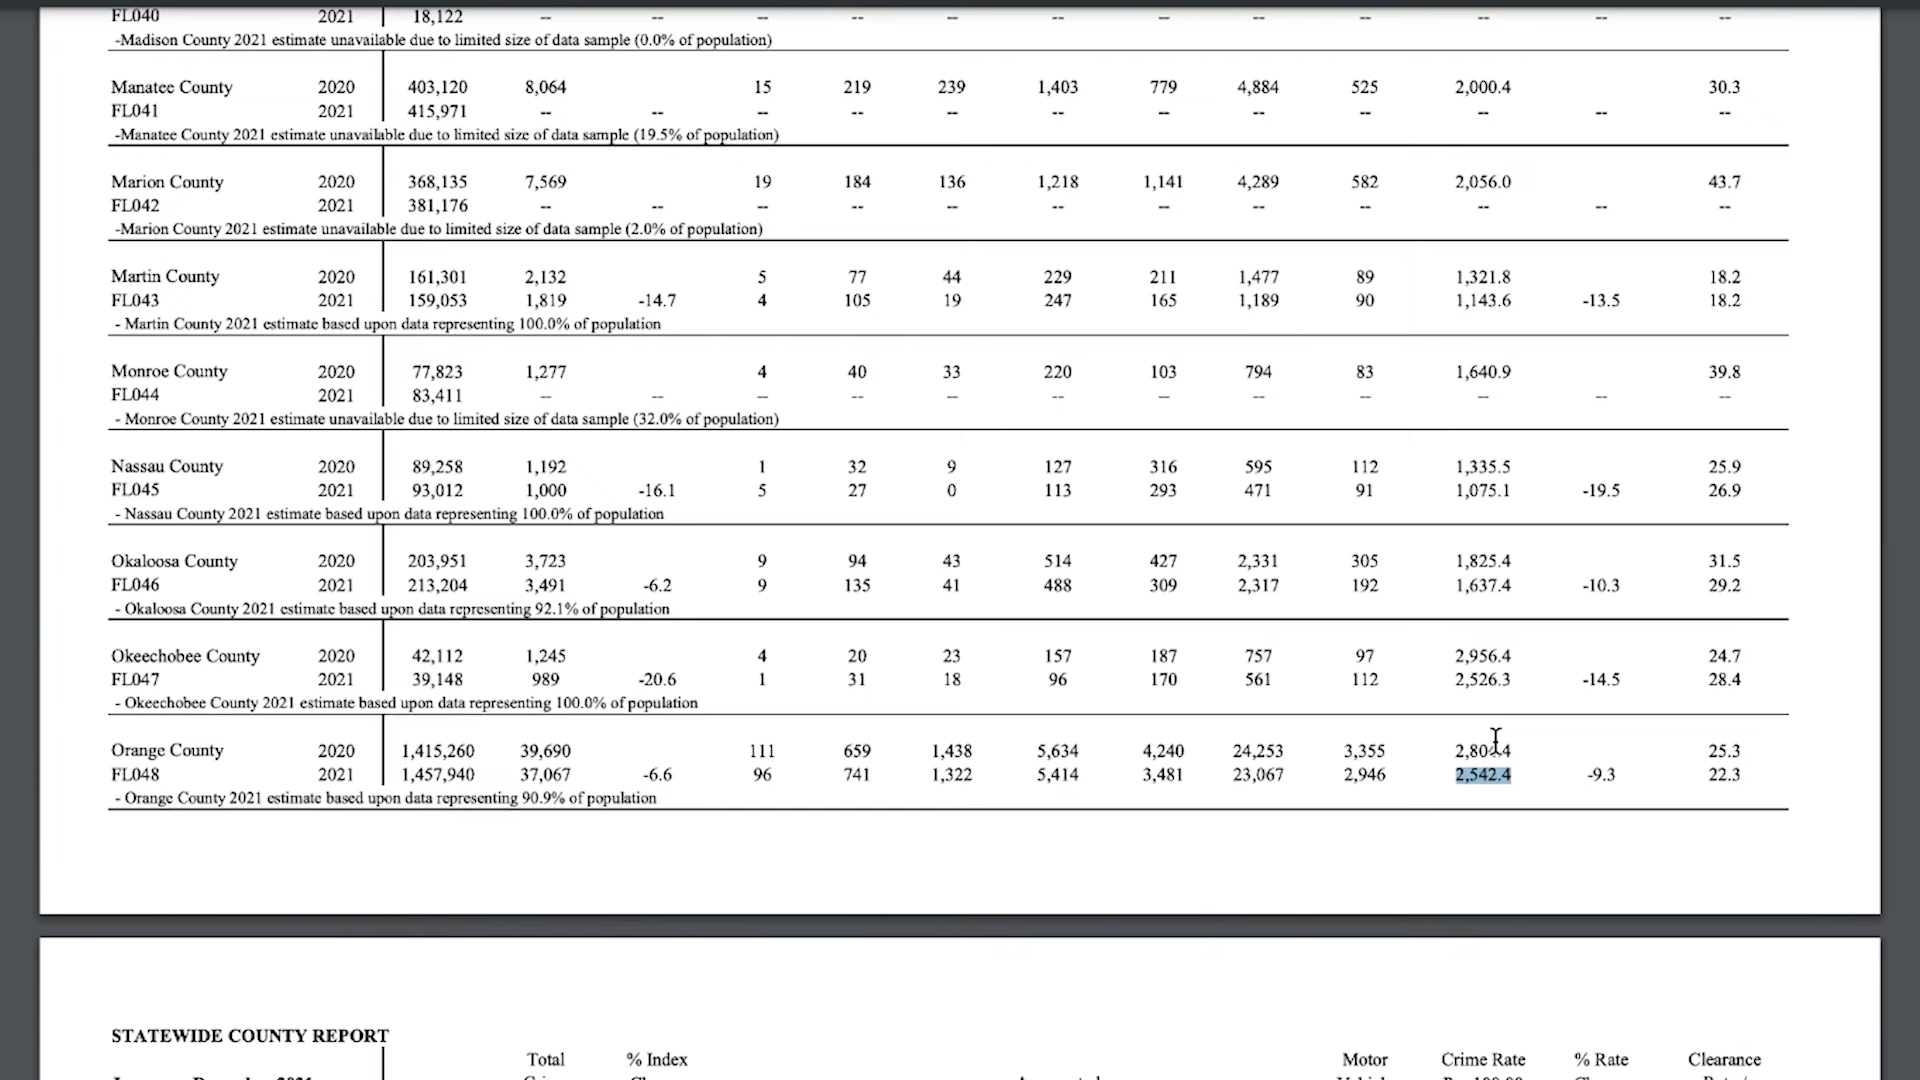 FL040 2021 18,122 -- -- -- -- -- -- -- -- -- -- -- --
-Madison County 2021 estimate unavailable due to limited size of data sample (0.0% of population)
Manatee County 2020 403,120 8,064 15 219 239 1,403 779 4,884 525 2,000.4 30.3
FL041 2021 415,971 -- -- -- -- -- -- -- -- -- -- -- --
-Manatee County 2021 estimate unavailable due to limited size of data sample (19.5% of population)
Marion County 2020 368,135 7,569 19 184 136 1,218 1,141 4,289 582 2,056.0 43.7
FL042 2021 381,176 -- -- -- -- -- -- -- -- -- -- -- --
-Marion County 2021 estimate unavailable due to limited size of data sample (2.0% of population)
Martin County 2020 161,301 2,132 5 77 44 229 211 1,477 89 1,321.8 18.2
FL043 2021 159,053 1,819 -14.7 4 105 19 247 165 1,189 90 1,143.6 -13.5 18.2
- Martin County 2021 estimate based upon data representing 100.0% of population
Monroe County 2020 77,823 1,277 4 40 33 220 103 794 83 1,640.9 39.8
FL044 2021 83,411 -- -- -- -- -- -- -- -- -- -- -- --
- Monroe County 2021 estimate unavailable due to limited size of data sample (32.0% of population)
Nassau County 2020 89,258 1,192 1 32 9 127 316 595 112 1,335.5 25.9
FL045 2021 93,012 1,000 -16.1 5 27 0 113 293 471 91 1,075.1 -19.5 26.9
- Nassau County 2021 estimate based upon data representing 100.0% of population
Okaloosa County 2020 203,951 3,723 9 94 43 514 427 2,331 305 1,825.4 31.5
FL046 2021 213,204 3,491 -6.2 9 135 41 488 309 2,317 192 1,637.4 -10.3 29.2
- Okaloosa County 2021 estimate based upon data representing 92.1% of population
Okeechobee County 2020 42,112 1,245 4 20 23 157 187 757 97 2,956.4 24.7
FL047 2021 39,148 989 -20.6 1 31 18 96 170 561 112 2,526.3 -14.5 28.4
- Okeechobee County 2021 estimate based upon data representing 100.0% of population
Orange County 2020 1,415,260 39,690 111 659 1,438 5,634 4,240 24,253 3,355 2,804.4 25.3
FL048 2021 1,457,940 37,067 -6.6 96 741 1,322 5,414 3,481 23,067 2,946 2,542.4 -9.3 22.3
- Orange County 2021 estimate based upon data representing 90.9% of population
STATEWIDE COUNTY REPORT
Total % Index Motor Crime Rate % Rate Clearance